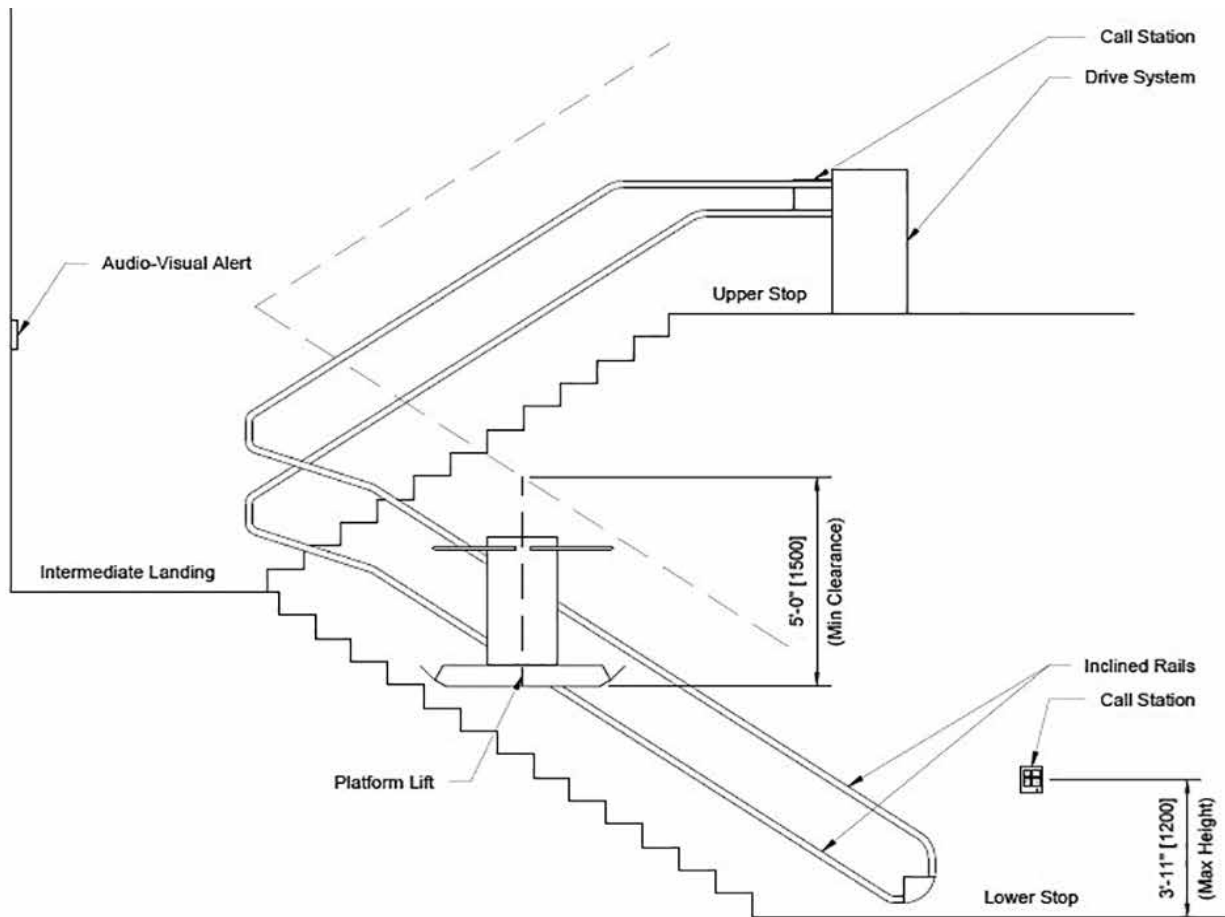 Call Station
Drive System
Audio-Visual Alert
Upper Stop
Intermediate Landing
5'-0" [1500]
(Min Clearance)
Inclined Rails
Call Station
Platform Lift
3'-11" [1200]
(Max Height)
Lower Stop